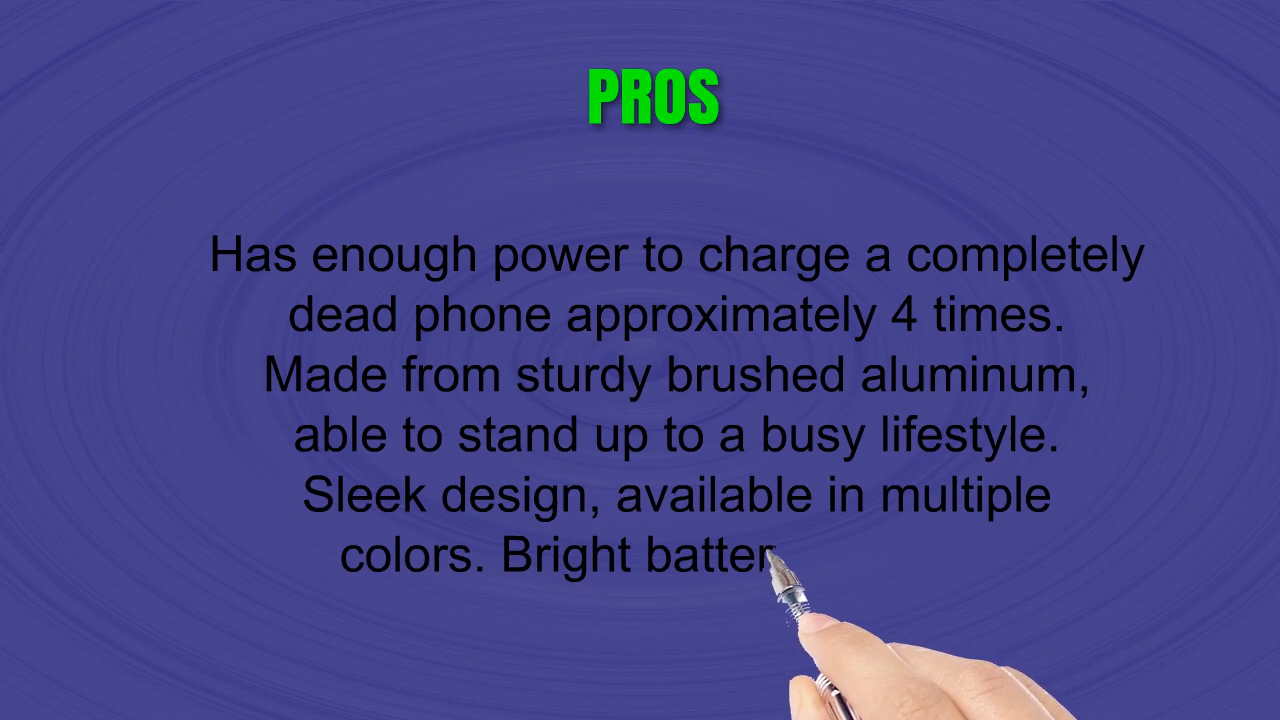 PROS
Has enough power to charge a completely
dead phone approximately 4 times.
Made from sturdy brushed aluminum,
able to stand up to a busy lifestyle.
Sleek design, available in multiple
colors. Bright batter